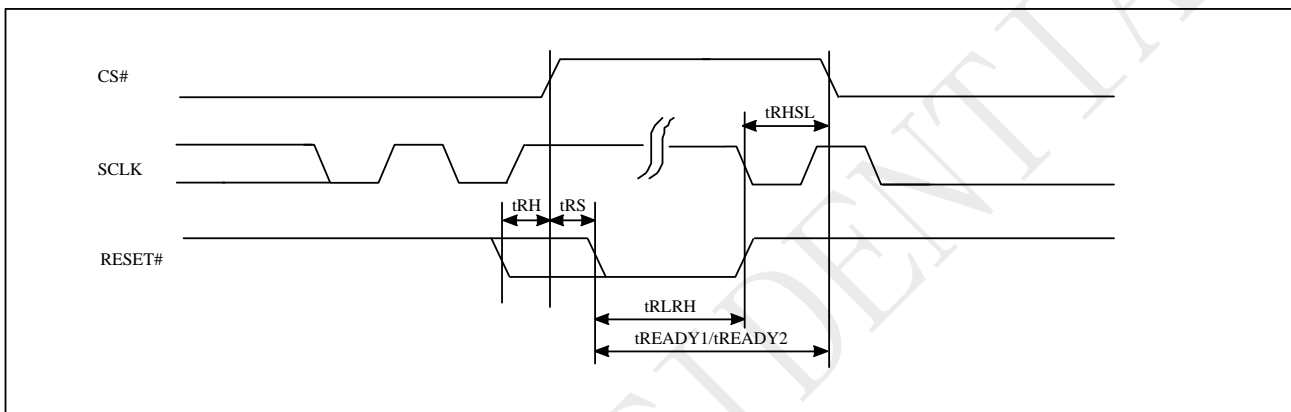 CS#
tRHSL
SCLK
tRH
tRS
RESET#
tRLRH
tREADY1/tREADY2